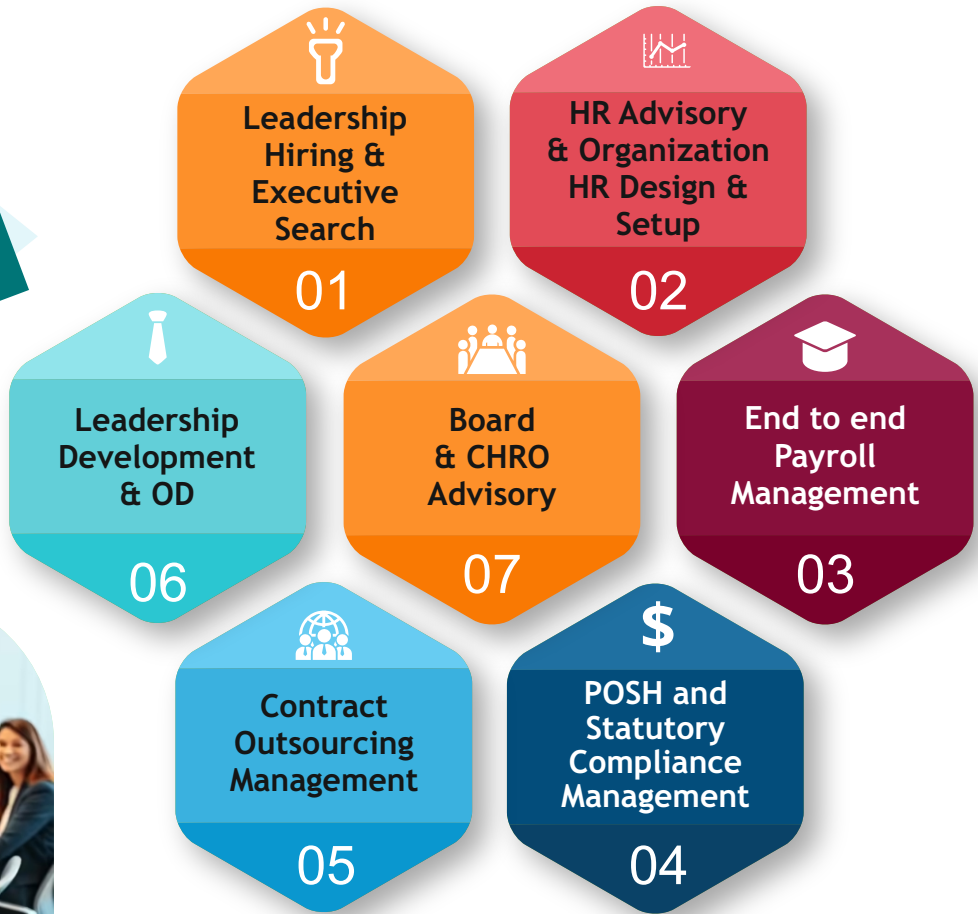 Leadership
Hiring &
Executive
Search
01
HR Advisory
& Organization
HR Design &
Setup
02
Leadership
Development
& OD
06
Board
& CHRO
Advisory
07
End to end
Payroll
Management
03
Contract
Outsourcing
Management
05
$
POSH and
Statutory
Compliance
Management
04